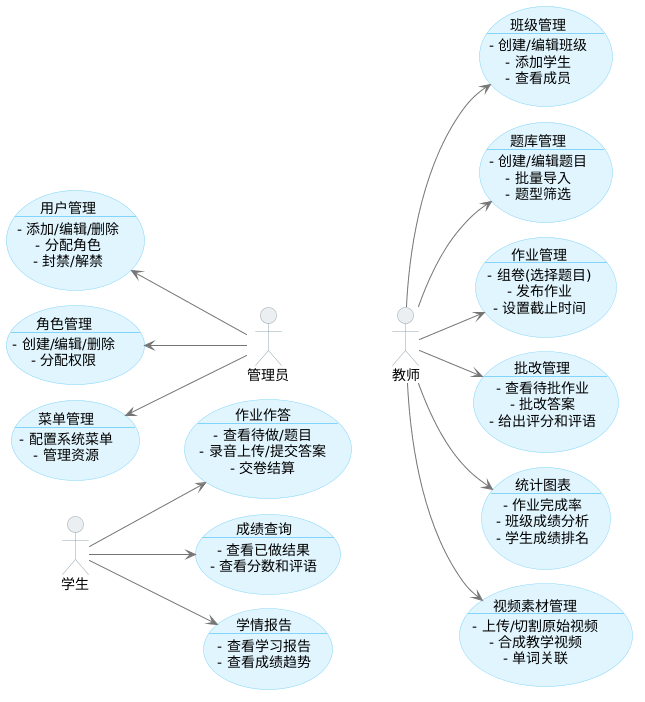 用户管理
- 添加/编辑/删除
- 分配角色
- 封禁/解禁
角色管理
- 创建/编辑/删除
- 分配权限
菜单管理
- 配置系统菜单
- 管理资源
管理员
作业作答
- 查看待做/题目
- 录音上传/提交答案
- 交卷结算
成绩查询
- 查看已做结果
- 查看分数和评语
学情报告
- 查看学习报告
- 查看成绩趋势
学生
班级管理
- 创建/编辑班级
- 添加学生
- 查看成员
题库管理
- 创建/编辑题目
- 批量导入
- 题型筛选
作业管理
- 组卷(选择题目)
- 发布作业
- 设置截止时间
批改管理
- 查看待批作业
- 批改答案
- 给出评分和评语
统计图表
- 作业完成率
- 班级成绩分析
- 学生成绩排名
视频素材管理
- 上传/切割原始视频
- 合成教学视频
- 单词关联
教师